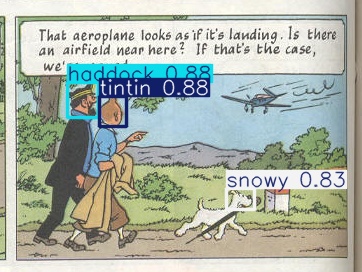 That aeroplane looks as if it's landing. Is there
an airfield near here? If that's the case,
we'
haddock 0.88
tintin 0.88
snowy 0.83